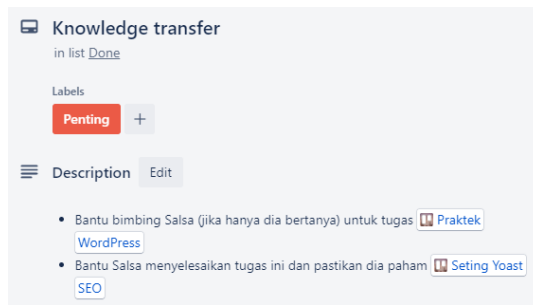 Knowledge transfer
in list Done
Labels
Penting +
Description Edit
• Bantu bimbing Salsa (jika hanya dia bertanya) untuk tugas Praktek
WordPress
• Bantu Salsa menyelesaikan tugas ini dan pastikan dia paham Seting Yoast
SEO